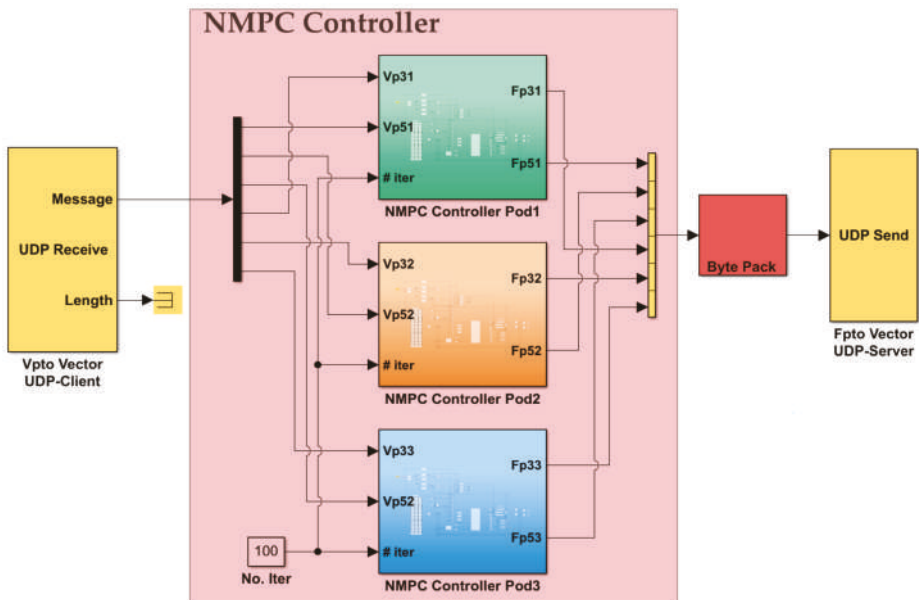 NMPC Controller
Message
UDP Receive
Length
Vpto Vector
UDP-Client
Vp31
Vp51
# iter
Fp31
Fp51
NMPC Controller Pod1
Vp32
Vp52
# iter
Fp32
Fp52
NMPC Controller Pod2
Vp33
Vp52
# iter
Fp33
Fp53
NMPC Controller Pod3
100
No. Iter
Byte Pack
UDP Send
Fpto Vector
UDP-Server